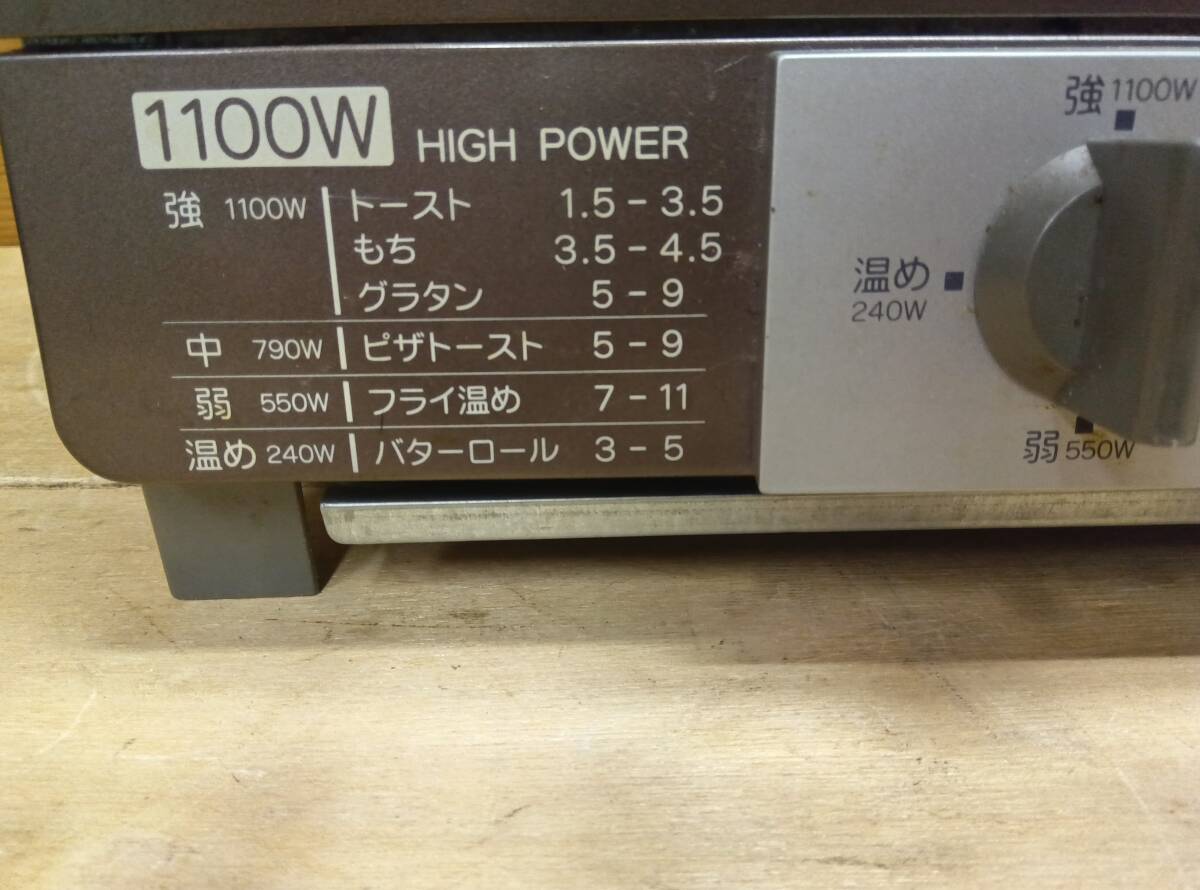 1100W HIGH POWER
強 1100W トースト 1.5 - 3.5
もち 3.5 - 4.5
グラタン 5 - 9
中 790W ピザトースト 5 - 9
弱 550W フライ温め 7 - 11
温め 240W バターロール 3 - 5
強 1100W
温め
240W
弱 550W